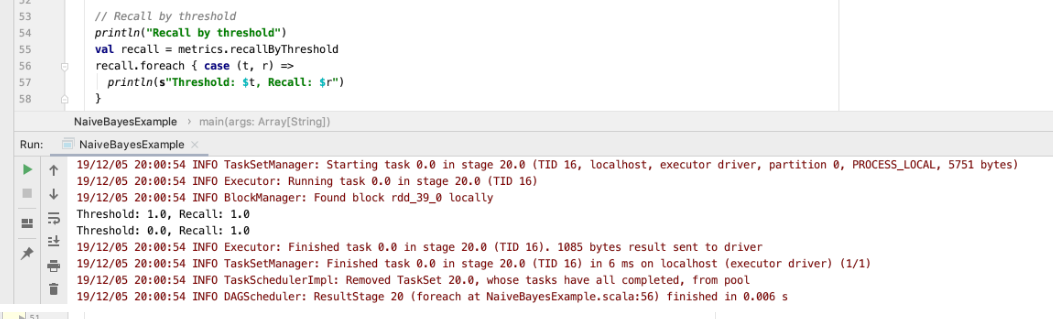 53 // Recall by threshold
54 println("Recall by threshold")
55 val recall = metrics.recallByThreshold
56 recall.foreach { case (t, r) =>
57 println(s"Threshold: $t, Recall: $r")
58 }
NaiveBayesExample › main(args: Array[String])
Run: NaiveBayesExample ×
19/12/05 20:00:54 INFO TaskSetManager: Starting task 0.0 in stage 20.0 (TID 16, localhost, executor driver, partition 0, PROCESS_LOCAL, 5751 bytes)
19/12/05 20:00:54 INFO Executor: Running task 0.0 in stage 20.0 (TID 16)
19/12/05 20:00:54 INFO BlockManager: Found block rdd_39_0 locally
Threshold: 1.0, Recall: 1.0
Threshold: 0.0, Recall: 1.0
19/12/05 20:00:54 INFO Executor: Finished task 0.0 in stage 20.0 (TID 16). 1085 bytes result sent to driver
19/12/05 20:00:54 INFO TaskSetManager: Finished task 0.0 in stage 20.0 (TID 16) in 6 ms on localhost (executor driver) (1/1)
19/12/05 20:00:54 INFO TaskSchedulerImpl: Removed TaskSet 20.0, whose tasks have all completed, from pool
19/12/05 20:00:54 INFO DAGScheduler: ResultStage 20 (foreach at NaiveBayesExample.scala:56) finished in 0.006 s